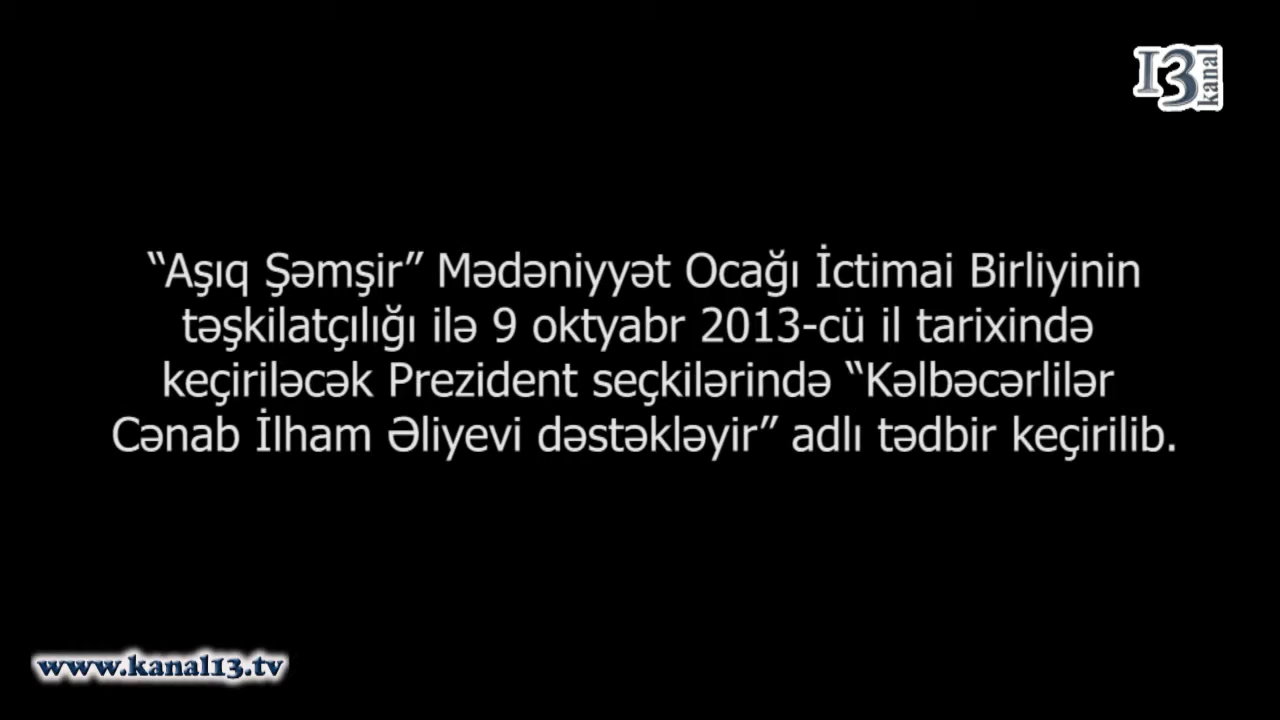 13 kanal
“Aşıq Şəmşir” Mədəniyyət Ocağı İctimai Birliyinin
təşkilatçılığı ilə 9 oktyabr 2013-cü il tarixində
keçiriləcək Prezident seçkilərində “Kəlbəcərlilər
Cənab İlham Əliyevi dəstəkləyir” adlı tədbir keçirilib.
www.kanal13.tv